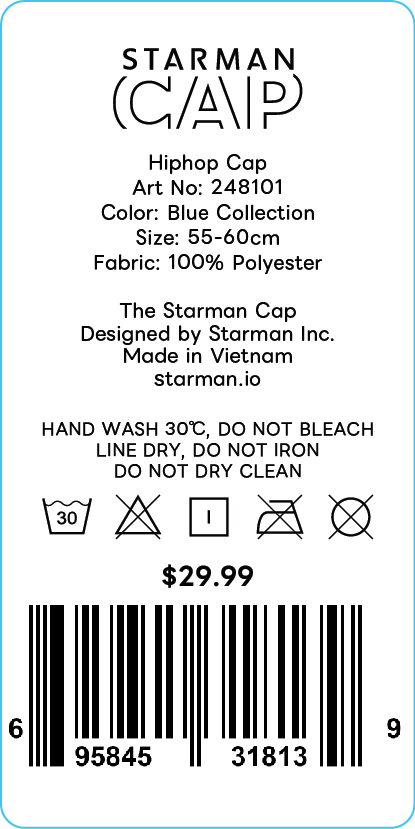 STARMAN
CAP
Hiphop Cap
Art No: 248101
Color: Blue Collection
Size: 55-60cm
Fabric: 100% Polyester
The Starman Cap
Designed by Starman Inc.
Made in Vietnam
starman.io
HAND WASH 30℃, DO NOT BLEACH
LINE DRY, DO NOT IRON
DO NOT DRY CLEAN
30 I
$29.99
6 95845 31813 9